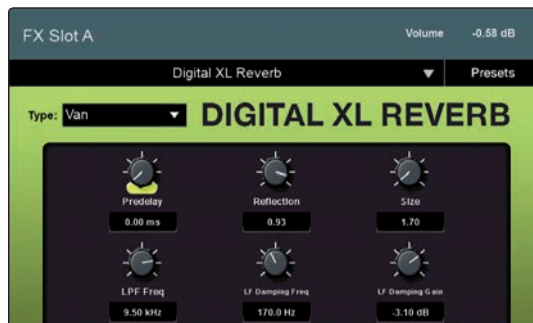 FX Slot A Volume -0.58 dB
Digital XL Reverb Presets
Type: Van DIGITAL XL REVERB
Predelay Reflection Size
0.00 ms 0.93 1.70
LPF Freq LF Damping Freq LF Damping Gain
9.50 kHz 170.0 Hz -3.10 dB